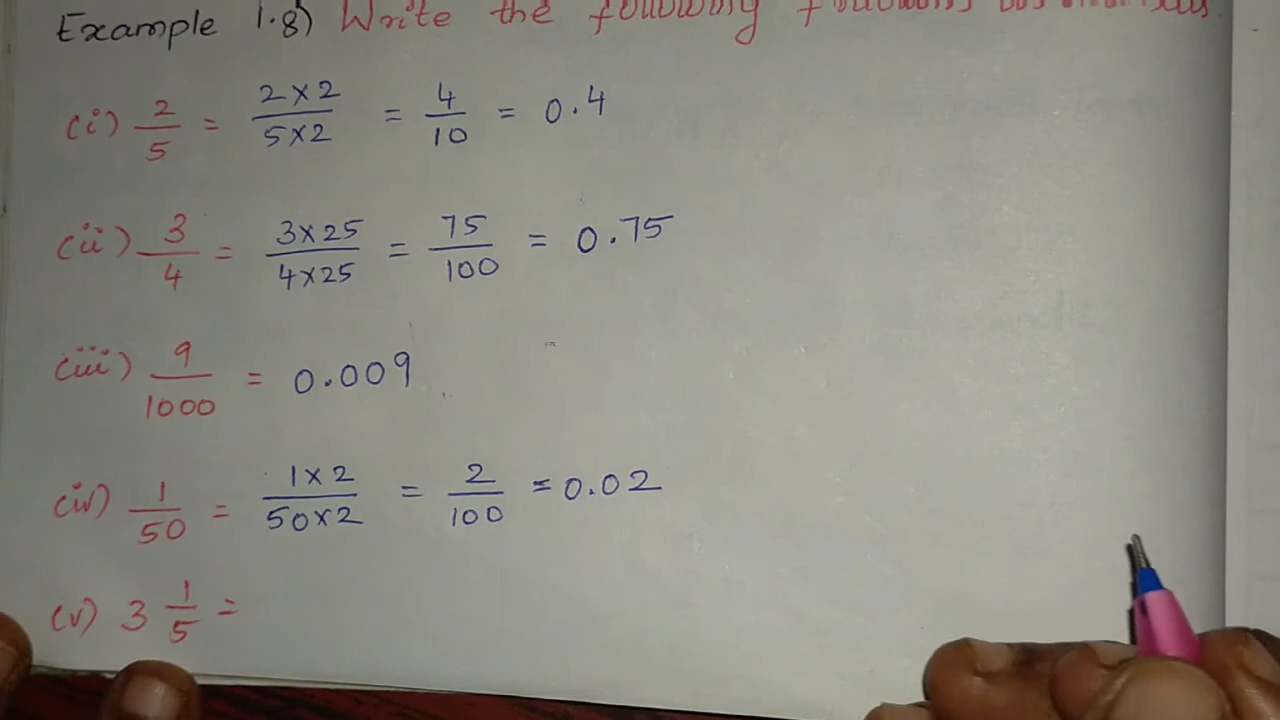 Example 1.8) Write the following
(i) 2/5 = 2×2/5×2 = 4/10 = 0.4
(ii) 3/4 = 3×25/4×25 = 75/100 = 0.75
(iii) 9/1000 = 0.009
(iv) 1/50 = 1×2/50×2 = 2/100 = 0.02
(v) 3 1/5 =